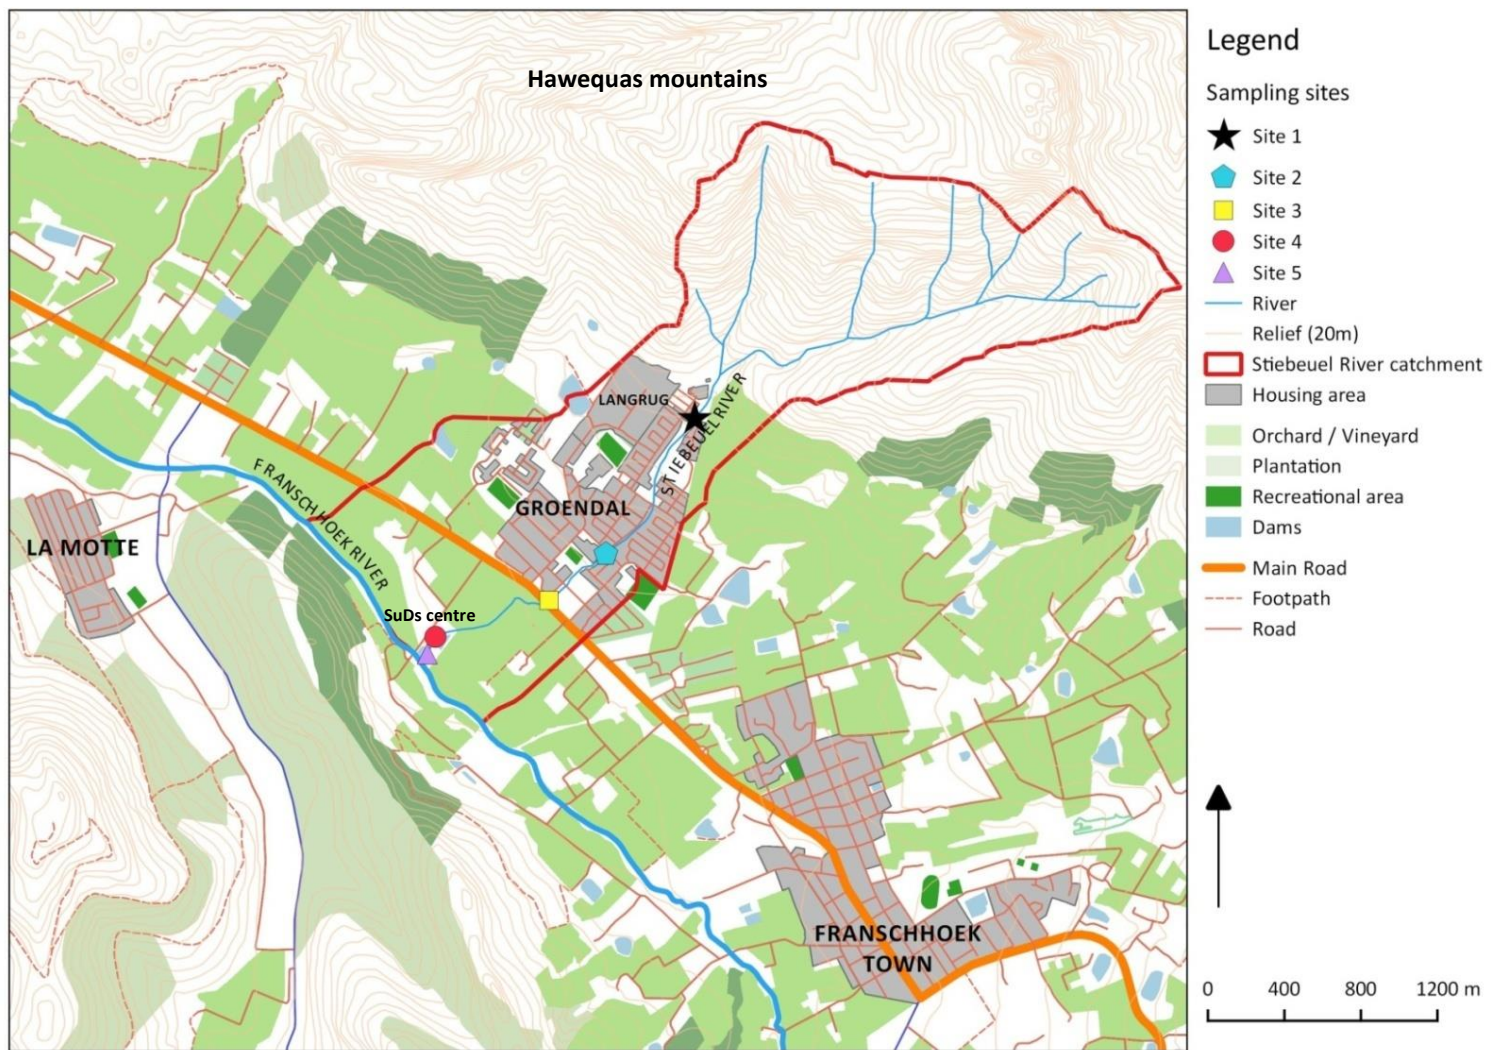 Hawequas mountains
LANGRUG
STIEBEUEL RIVER
GROENDAL
FRANSCHHOEK RIVER
LA MOTTE
SuDs centre
FRANSCHHOEK
TOWN
Legend
Sampling sites
Site 1
Site 2
Site 3
Site 4
Site 5
River
Relief (20m)
Stiebeuel River catchment
Housing area
Orchard / Vineyard
Plantation
Recreational area
Dams
Main Road
Footpath
Road
0 400 800 1200 m